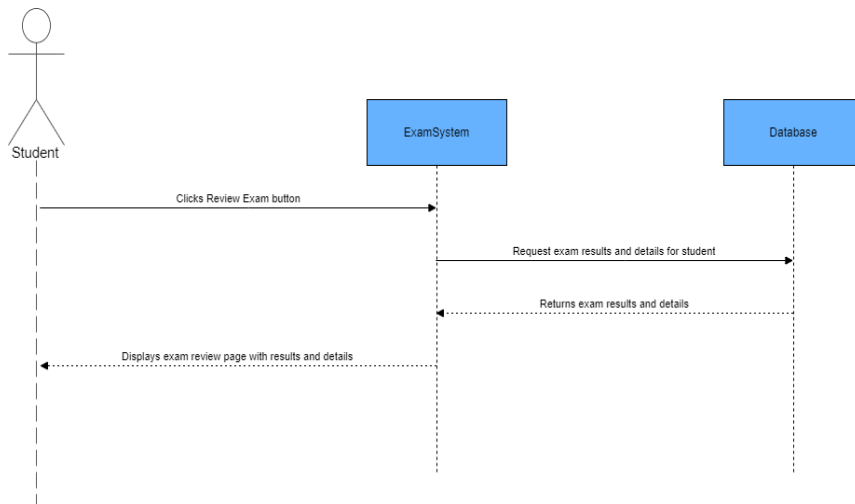 ExamSystem
Database
Student
Clicks Review Exam button
Request exam results and details for student
Returns exam results and details
Displays exam review page with results and details